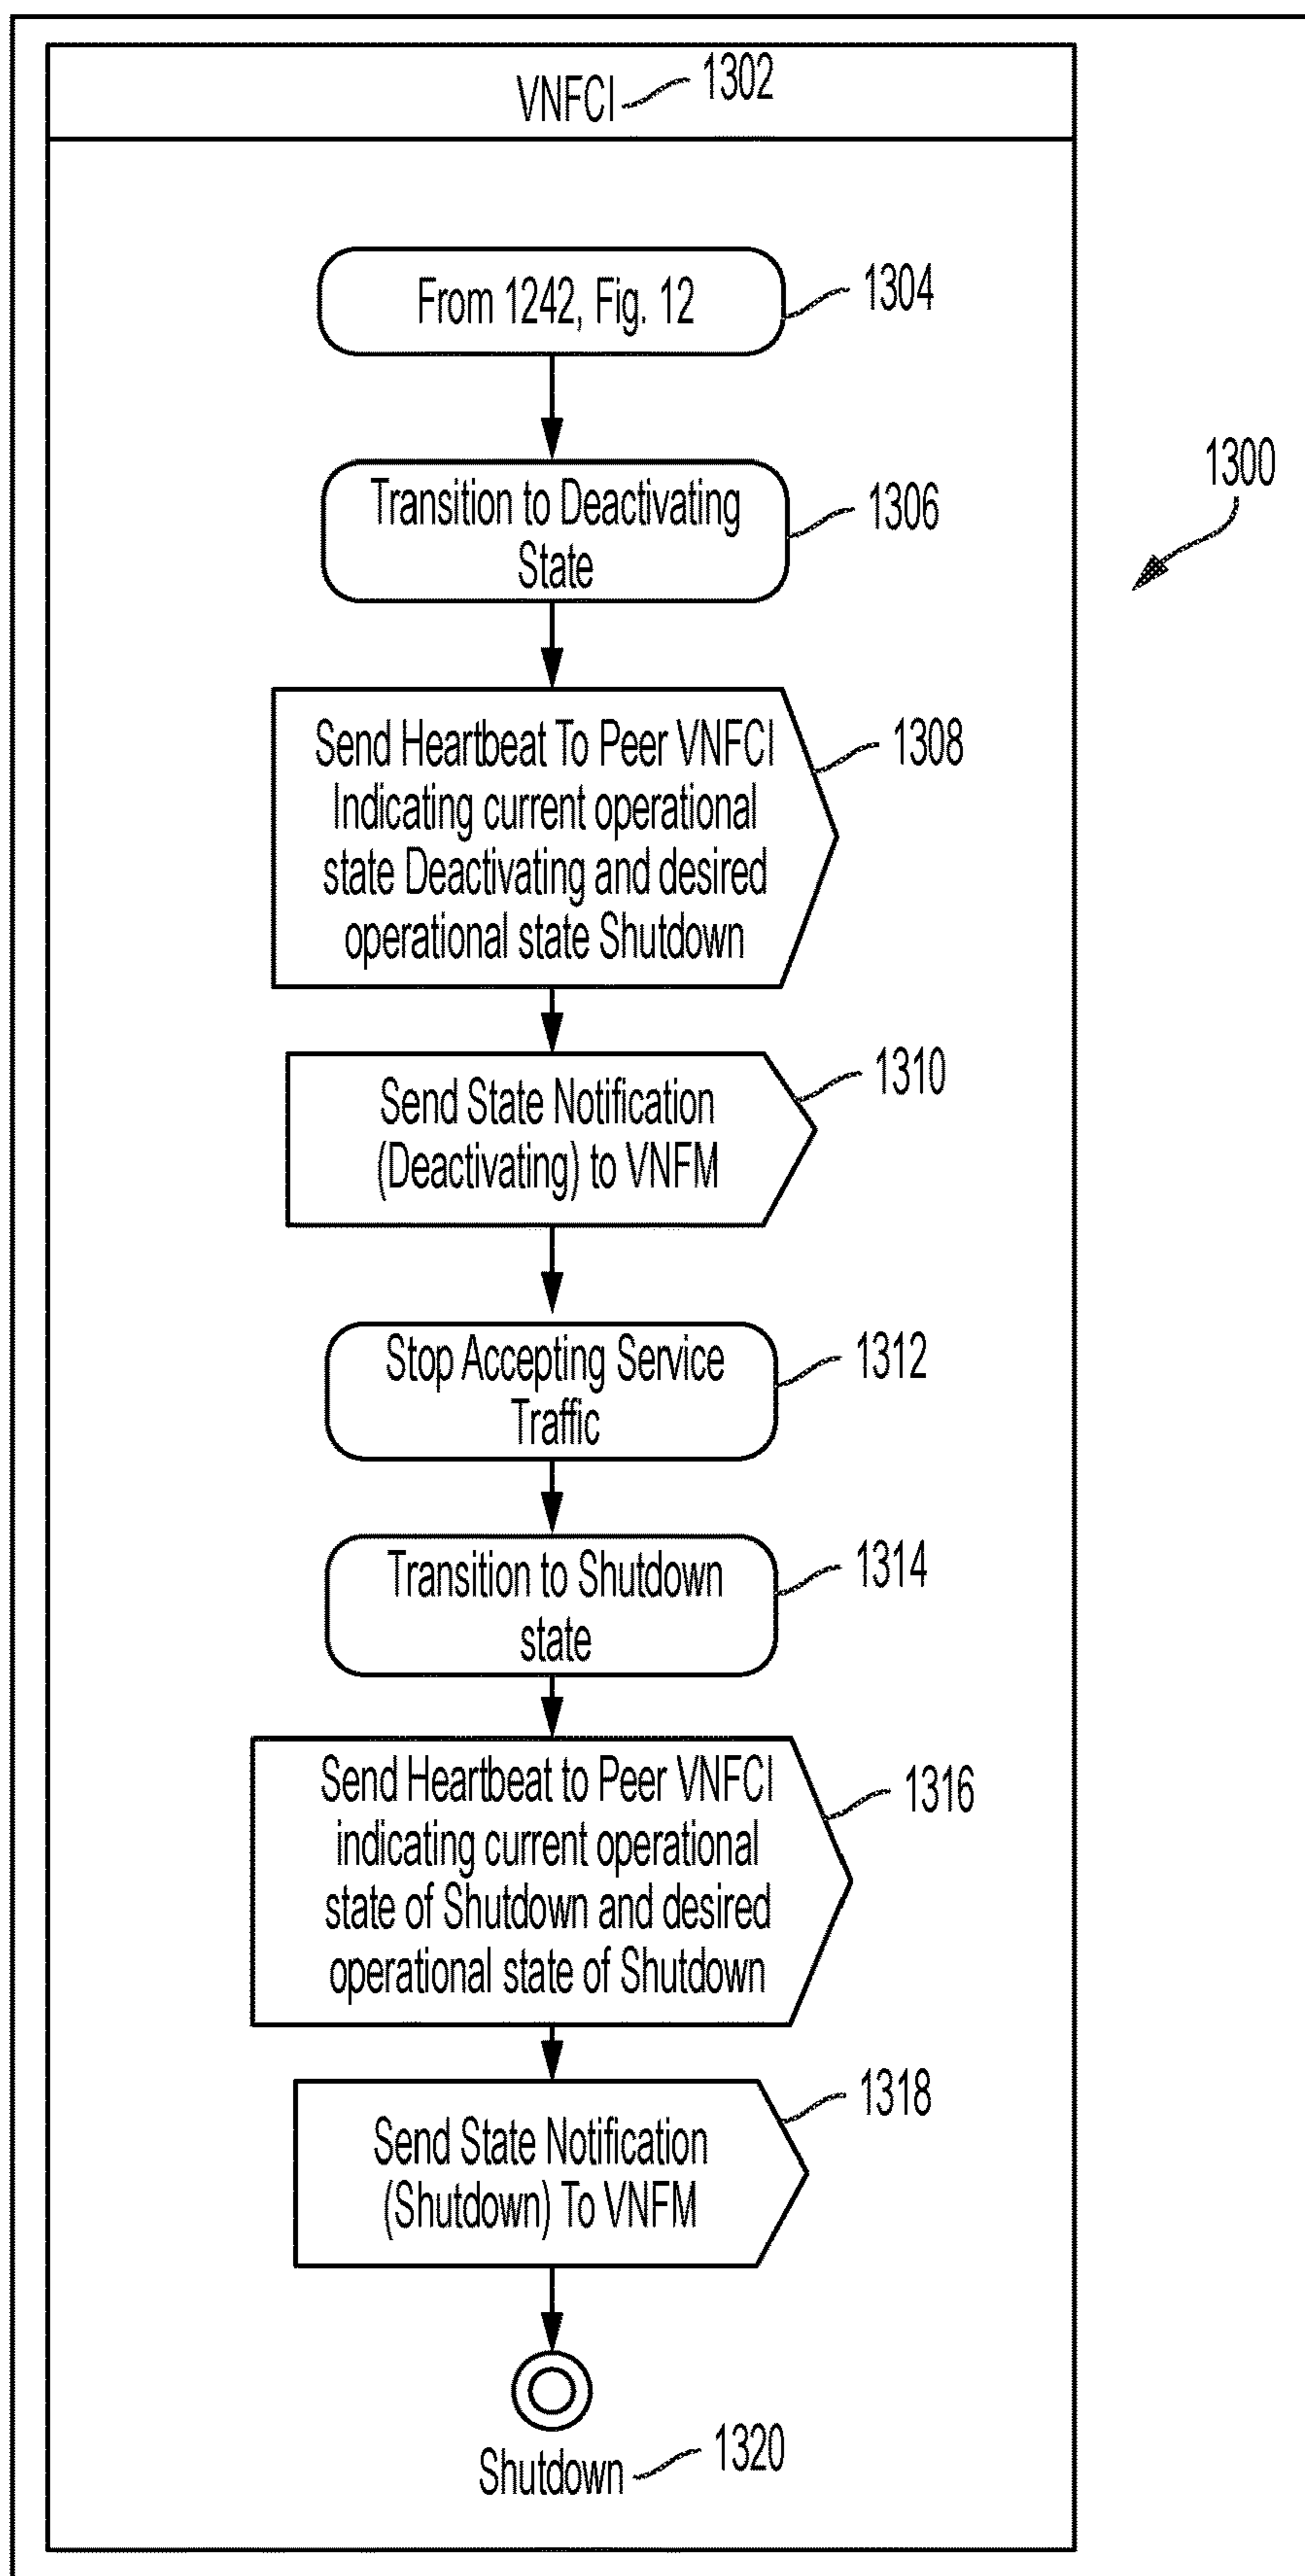 VNFCI 1302
From 1242, Fig. 12
1304
Transition to Deactivating
State
1306
1300
Send Heartbeat To Peer VNFCI
Indicating current operational
state Deactivating and desired
operational state Shutdown
1308
Send State Notification
(Deactivating) to VNFM
1310
Stop Accepting Service
Traffic
1312
Transition to Shutdown
state
1314
Send Heartbeat to Peer VNFCI
indicating current operational
state of Shutdown and desired
operational state of Shutdown
1316
Send State Notification
(Shutdown) To VNFM
1318
Shutdown 1320